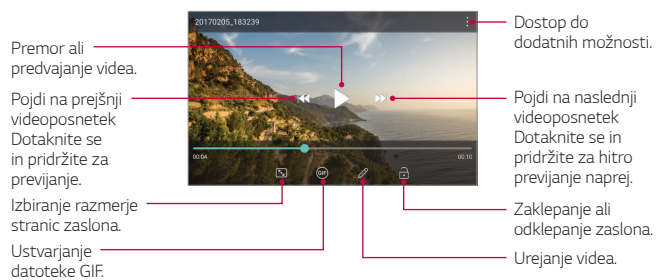 20170205_183239
Dostop do
dodatnih možnosti.
Premor ali
predvajanje videa.
Pojdi na prejšnji
videoposnetek
Dotaknite se
in pridržite za
previjanje.
Pojdi na naslednji
videoposnetek
Dotaknite se in
pridržite za hitro
previjanje naprej.
00:04
00:10
GIF
Izbiranje razmerje
stranic zaslona.
Zaklepanje ali
odklepanje zaslona.
Ustvarjanje
datoteke GIF.
Urejanje videa.